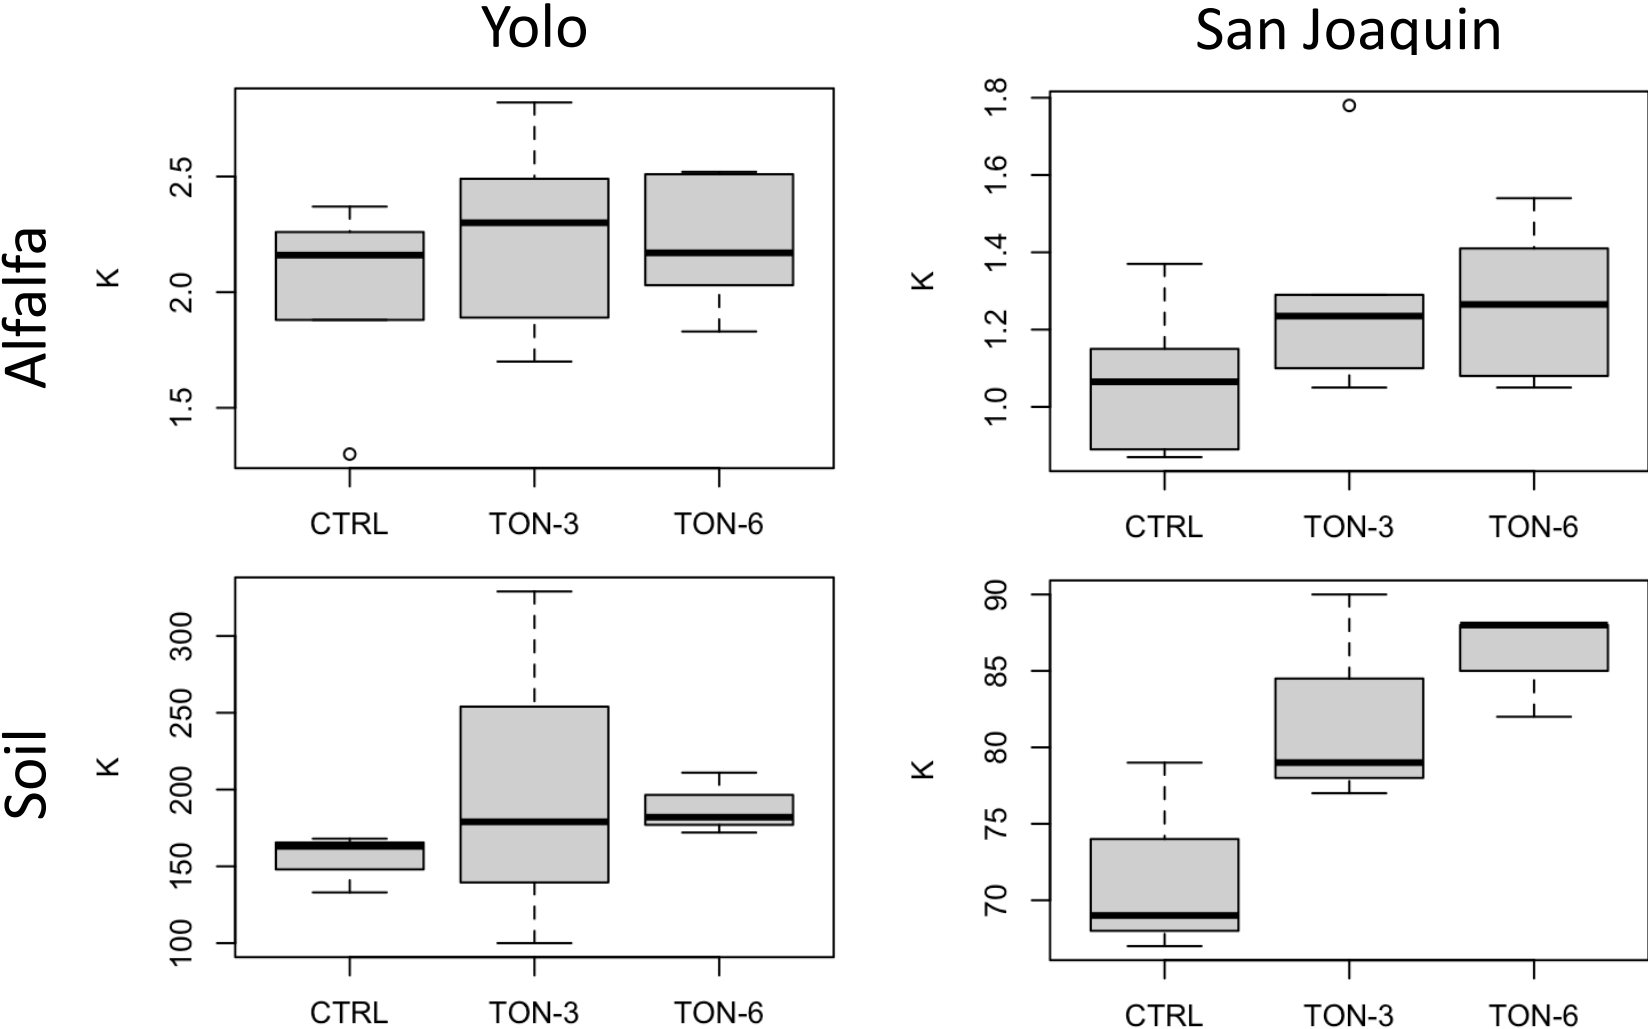 Yolo
San Joaquin
Alfalfa
K
2.5
2.0
1.5
CTRL TON-3 TON-6
K
1.8
1.6
1.4
1.2
1.0
CTRL TON-3 TON-6
Soil
K
300
250
200
150
100
CTRL TON-3 TON-6
K
90
85
80
75
70
CTRL TON-3 TON-6